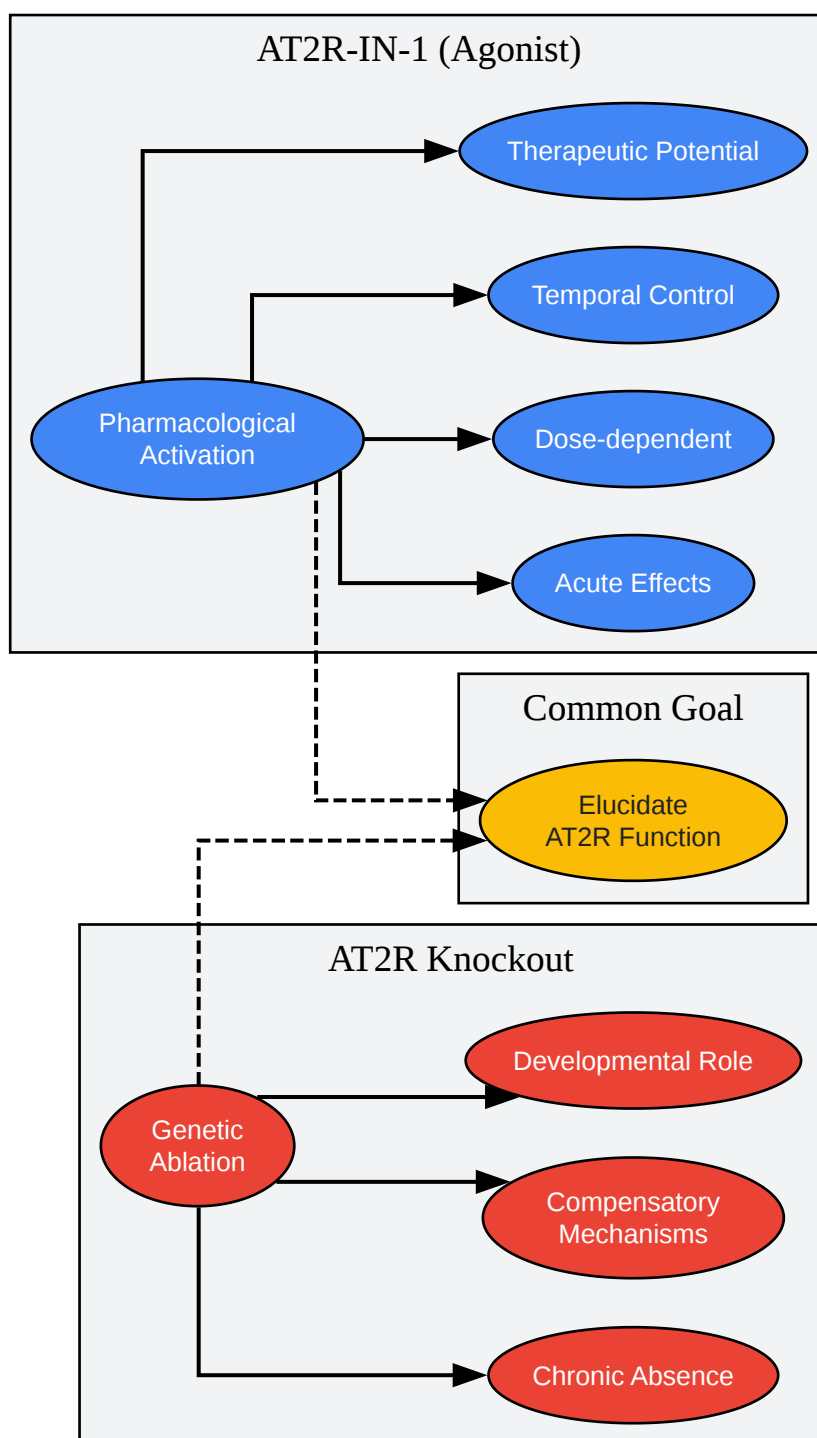 AT2R-IN-1 (Agonist)
Therapeutic Potential
Temporal Control
Pharmacological
Activation
Dose-dependent
Acute Effects
Common Goal
Elucidate
AT2R Function
AT2R Knockout
Developmental Role
Genetic
Ablation
Compensatory
Mechanisms
Chronic Absence